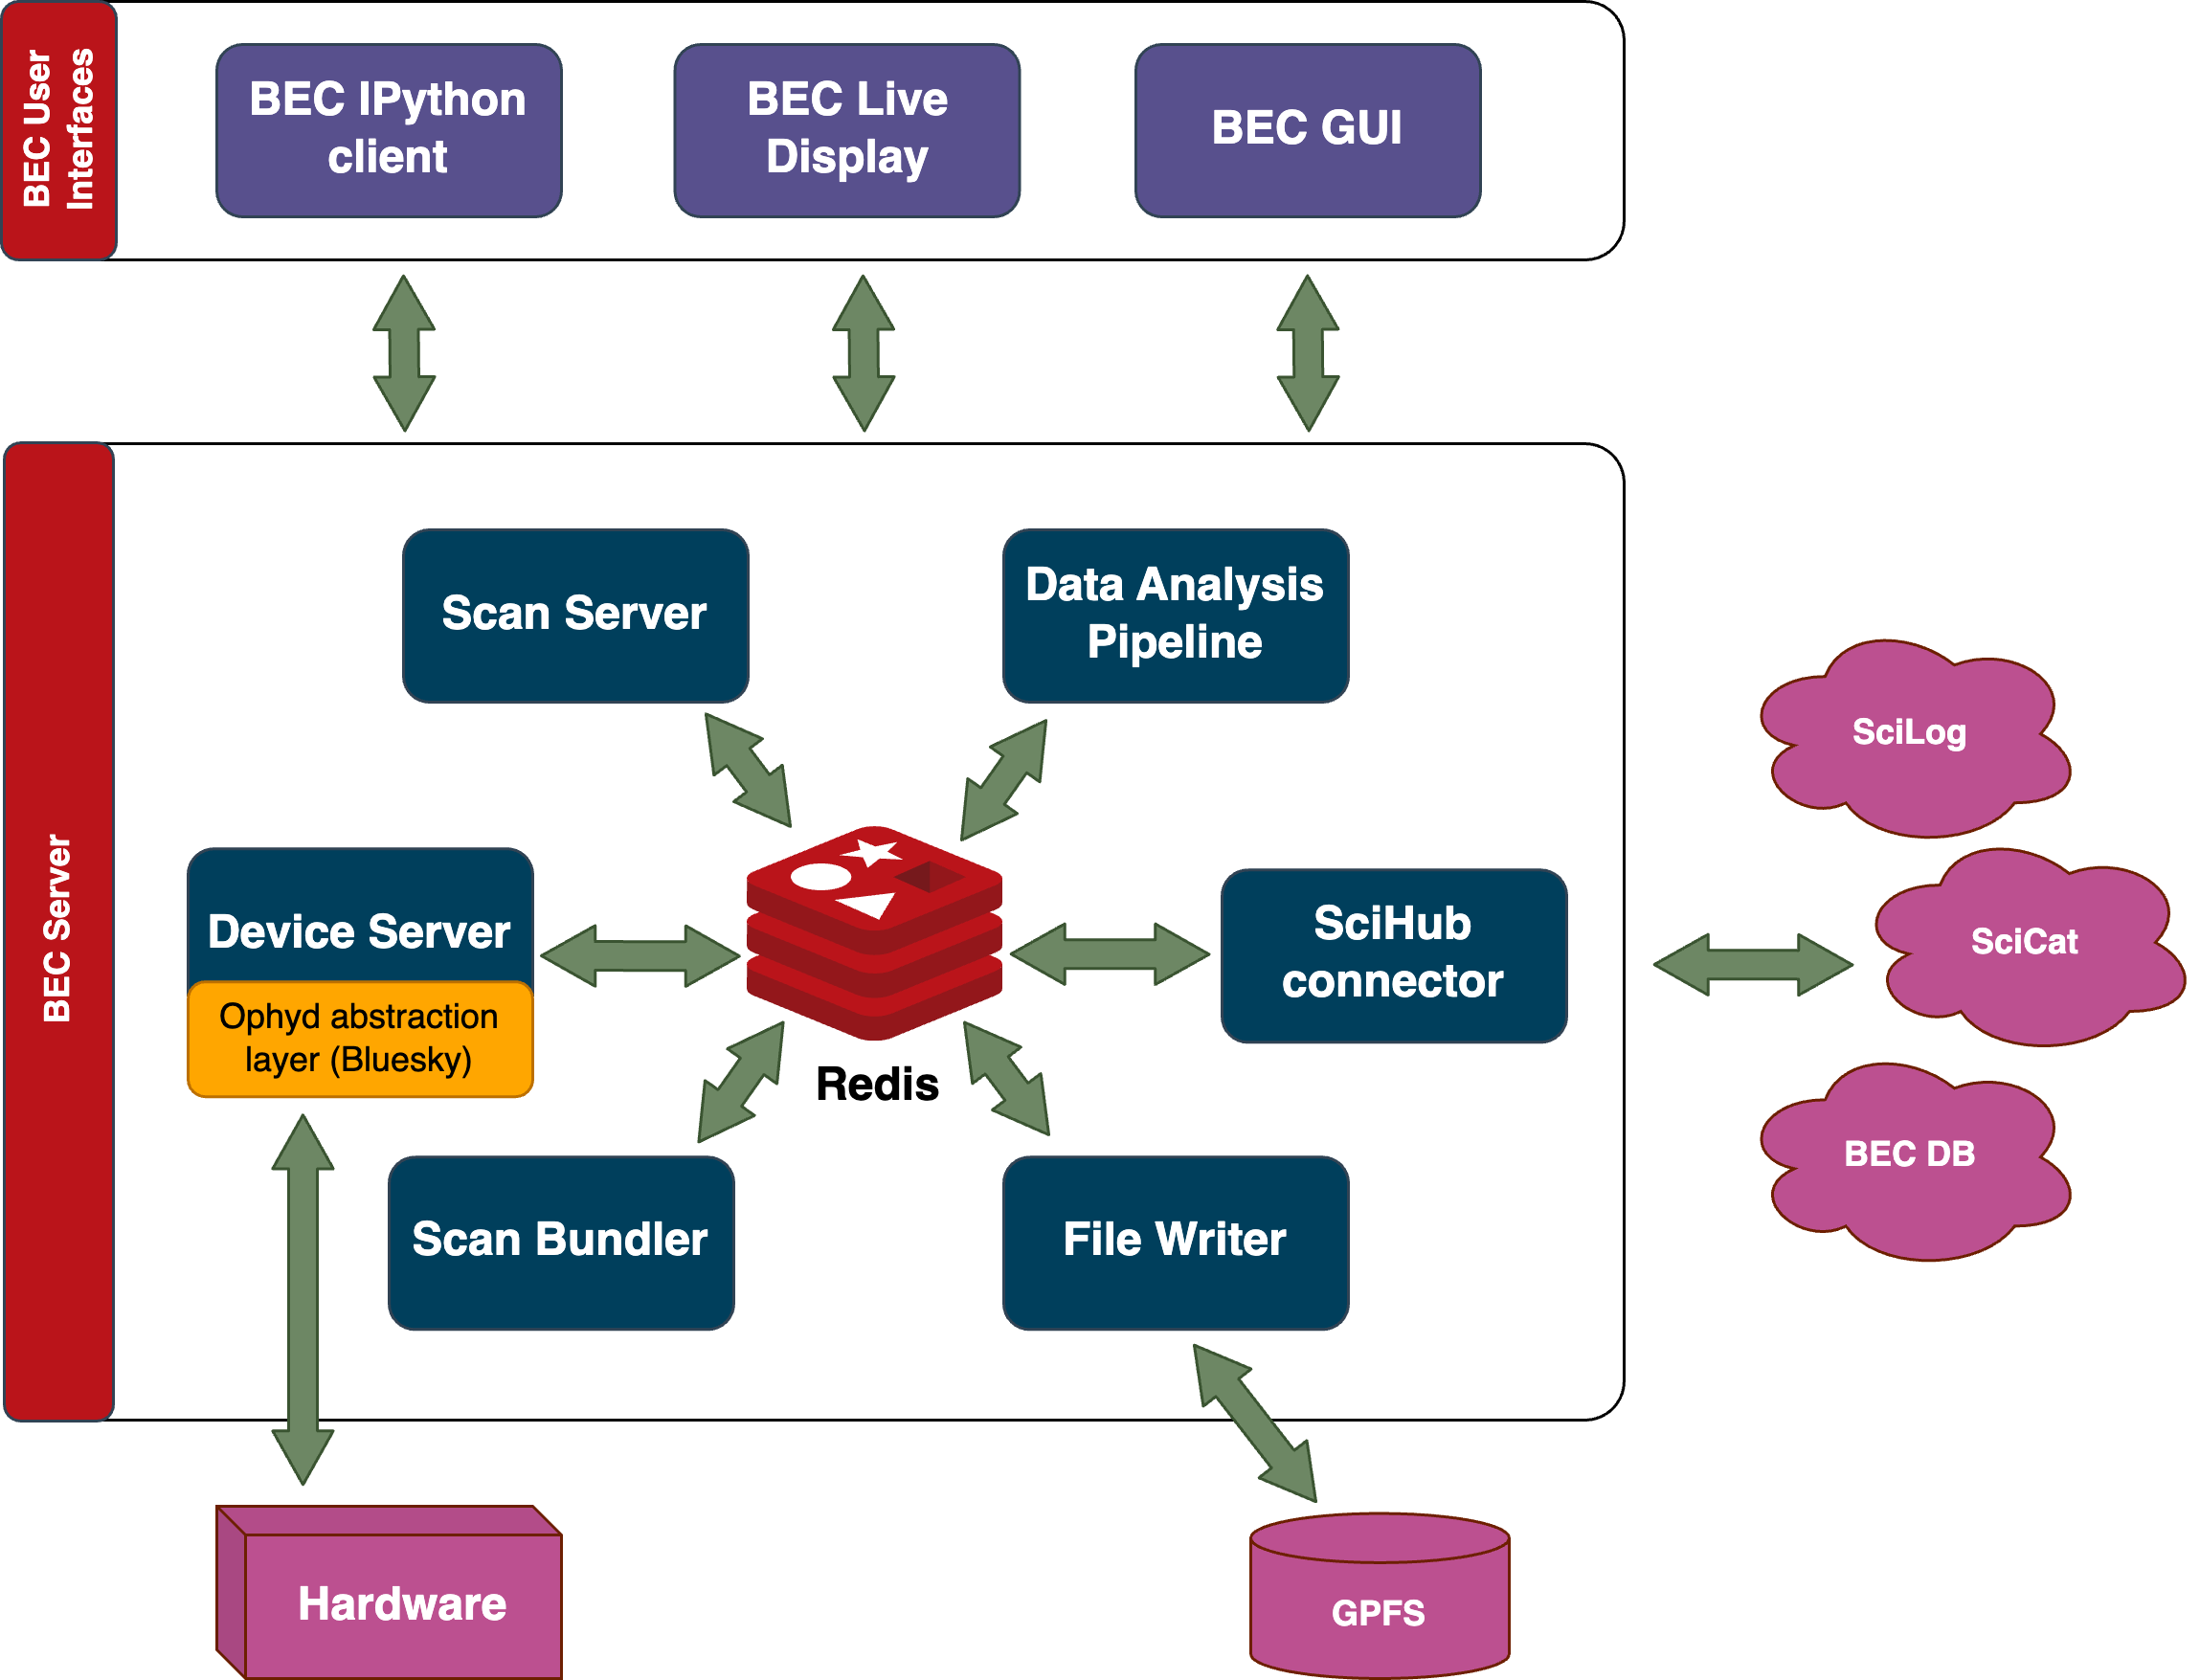 BEC User
Interfaces
BEC IPython
client
BEC Live
Display
BEC GUI
BEC Server
Scan Server
Data Analysis
Pipeline
Device Server
Ophyd abstraction
layer (Bluesky)
Redis
SciHub
connector
Scan Bundler
File Writer
SciLog
SciCat
BEC DB
Hardware
GPFS